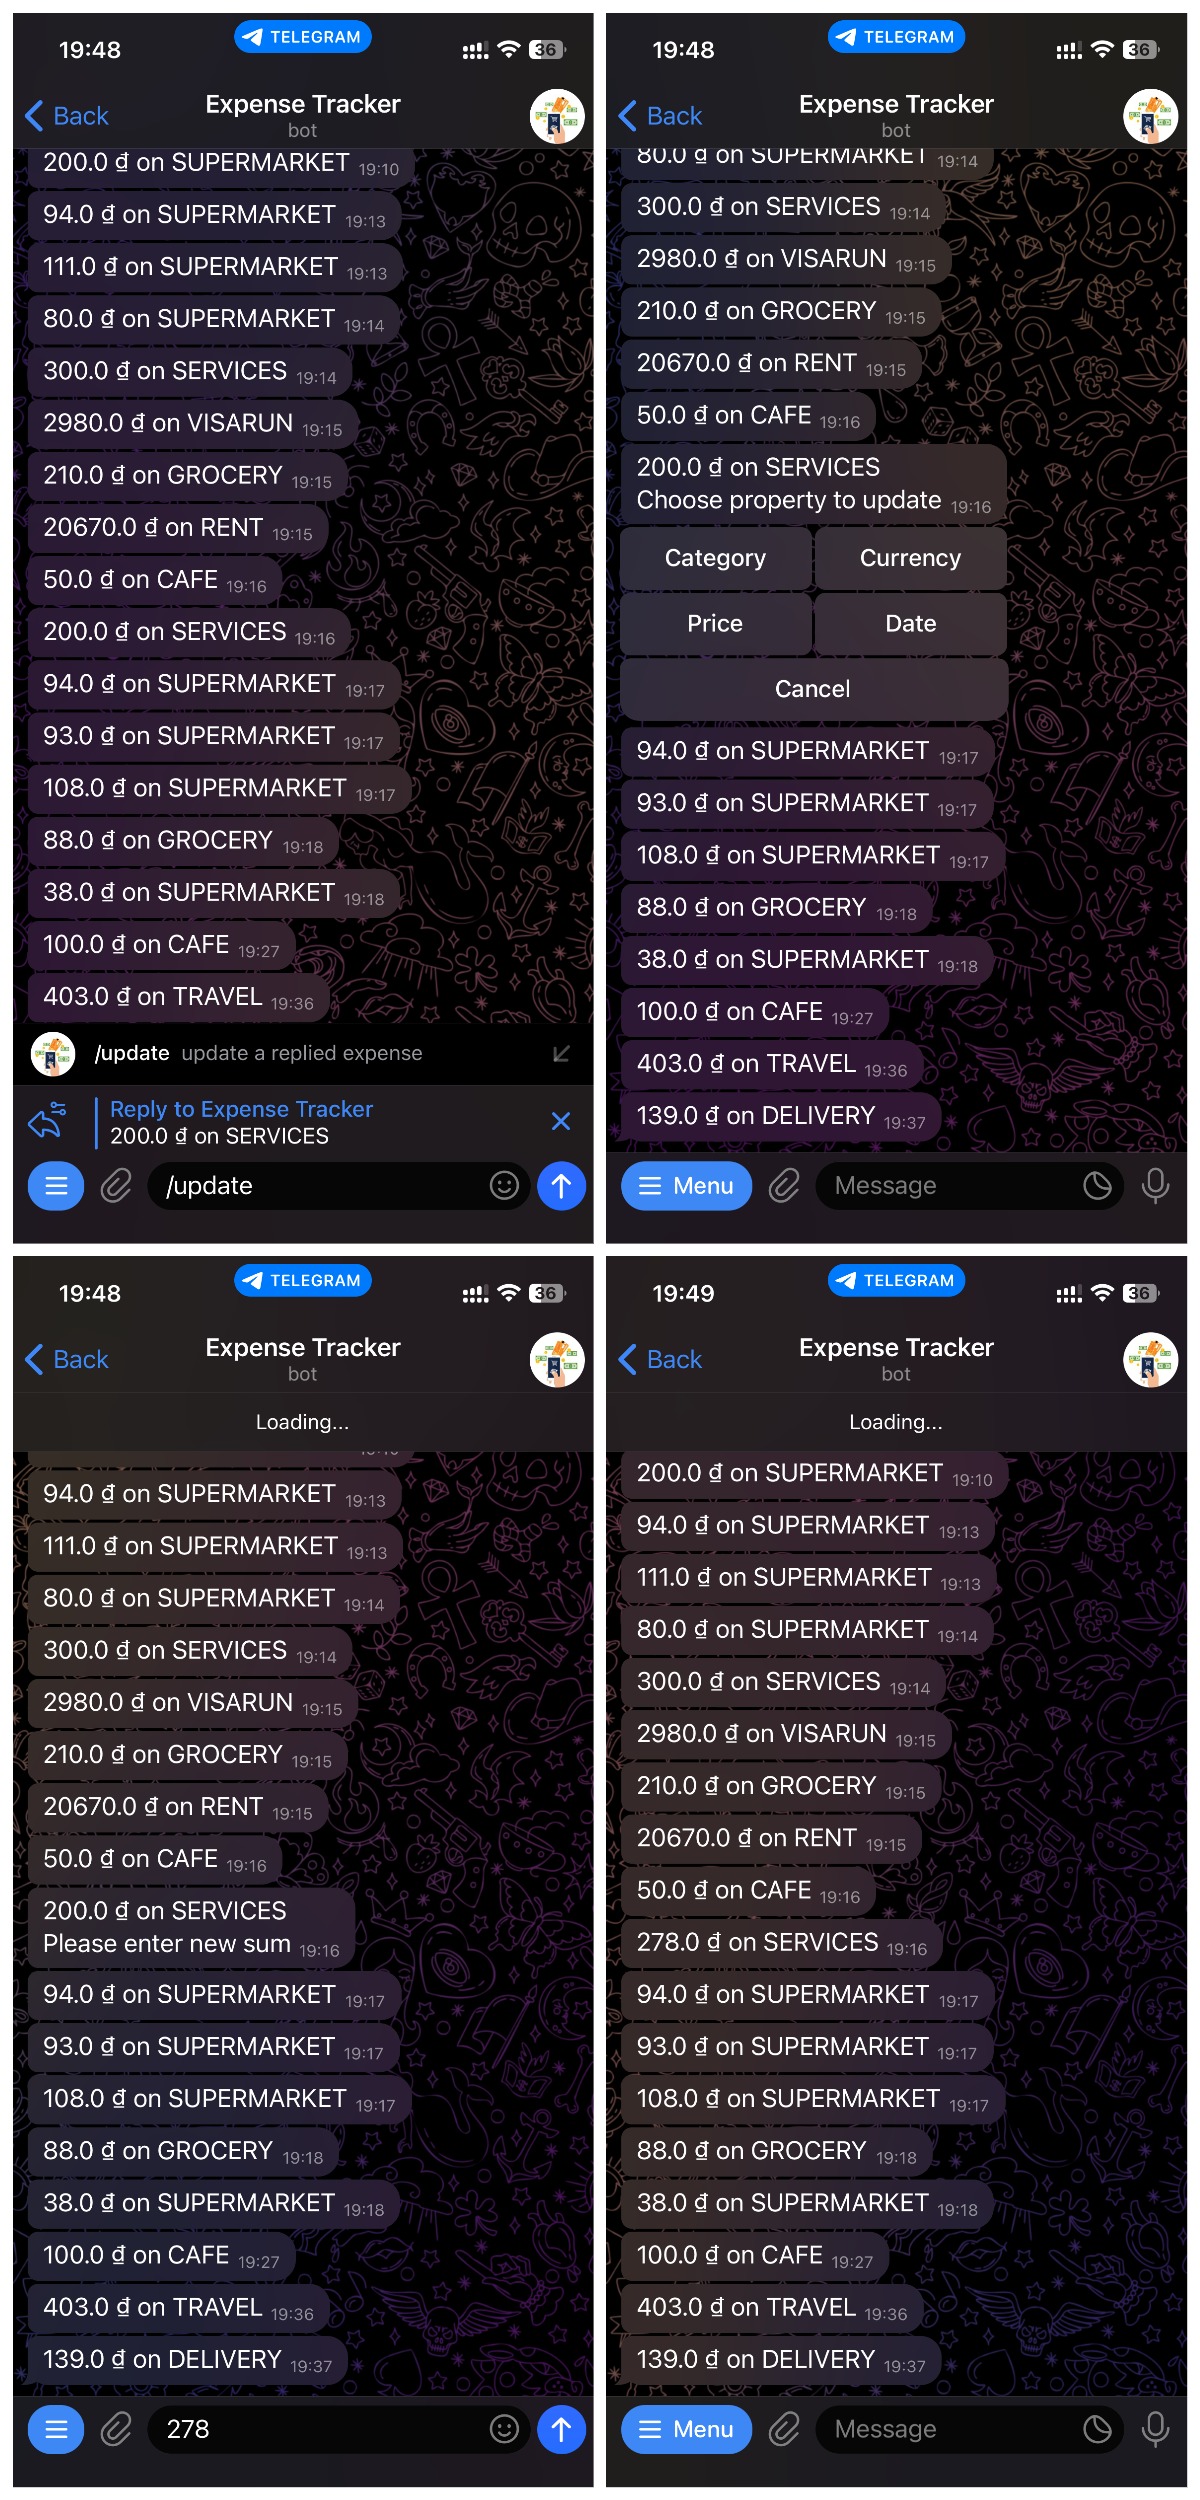 19:48
TELEGRAM
36
Back
Expense Tracker
bot
200.0 ₫ on SUPERMARKET 19:10
94.0 ₫ on SUPERMARKET 19:13
111.0 ₫ on SUPERMARKET 19:13
80.0 ₫ on SUPERMARKET 19:14
300.0 ₫ on SERVICES 19:14
2980.0 ₫ on VISARUN 19:15
210.0 ₫ on GROCERY 19:15
20670.0 ₫ on RENT 19:15
50.0 ₫ on CAFE 19:16
200.0 ₫ on SERVICES 19:16
94.0 ₫ on SUPERMARKET 19:17
93.0 ₫ on SUPERMARKET 19:17
108.0 ₫ on SUPERMARKET 19:17
88.0 ₫ on GROCERY 19:18
38.0 ₫ on SUPERMARKET 19:18
100.0 ₫ on CAFE 19:27
403.0 ₫ on TRAVEL 19:36
/update update a replied expense
Reply to Expense Tracker
200.0 ₫ on SERVICES
/update
19:48
TELEGRAM
36
Back
Expense Tracker
bot
80.0 ₫ on SUPERMARKET 19:14
300.0 ₫ on SERVICES 19:14
2980.0 ₫ on VISARUN 19:15
210.0 ₫ on GROCERY 19:15
20670.0 ₫ on RENT 19:15
50.0 ₫ on CAFE 19:16
200.0 ₫ on SERVICES
Choose property to update 19:16
Category Currency
Price Date
Cancel
94.0 ₫ on SUPERMARKET 19:17
93.0 ₫ on SUPERMARKET 19:17
108.0 ₫ on SUPERMARKET 19:17
88.0 ₫ on GROCERY 19:18
38.0 ₫ on SUPERMARKET 19:18
100.0 ₫ on CAFE 19:27
403.0 ₫ on TRAVEL 19:36
139.0 ₫ on DELIVERY 19:37
Menu Message
19:48
TELEGRAM
36
Back
Expense Tracker
bot
Loading...
94.0 ₫ on SUPERMARKET 19:13
111.0 ₫ on SUPERMARKET 19:13
80.0 ₫ on SUPERMARKET 19:14
300.0 ₫ on SERVICES 19:14
2980.0 ₫ on VISARUN 19:15
210.0 ₫ on GROCERY 19:15
20670.0 ₫ on RENT 19:15
50.0 ₫ on CAFE 19:16
200.0 ₫ on SERVICES
Please enter new sum 19:16
94.0 ₫ on SUPERMARKET 19:17
93.0 ₫ on SUPERMARKET 19:17
108.0 ₫ on SUPERMARKET 19:17
88.0 ₫ on GROCERY 19:18
38.0 ₫ on SUPERMARKET 19:18
100.0 ₫ on CAFE 19:27
403.0 ₫ on TRAVEL 19:36
139.0 ₫ on DELIVERY 19:37
278
19:49
TELEGRAM
36
Back
Expense Tracker
bot
Loading...
200.0 ₫ on SUPERMARKET 19:10
94.0 ₫ on SUPERMARKET 19:13
111.0 ₫ on SUPERMARKET 19:13
80.0 ₫ on SUPERMARKET 19:14
300.0 ₫ on SERVICES 19:14
2980.0 ₫ on VISARUN 19:15
210.0 ₫ on GROCERY 19:15
20670.0 ₫ on RENT 19:15
50.0 ₫ on CAFE 19:16
278.0 ₫ on SERVICES 19:16
94.0 ₫ on SUPERMARKET 19:17
93.0 ₫ on SUPERMARKET 19:17
108.0 ₫ on SUPERMARKET 19:17
88.0 ₫ on GROCERY 19:18
38.0 ₫ on SUPERMARKET 19:18
100.0 ₫ on CAFE 19:27
403.0 ₫ on TRAVEL 19:36
139.0 ₫ on DELIVERY 19:37
Menu Message